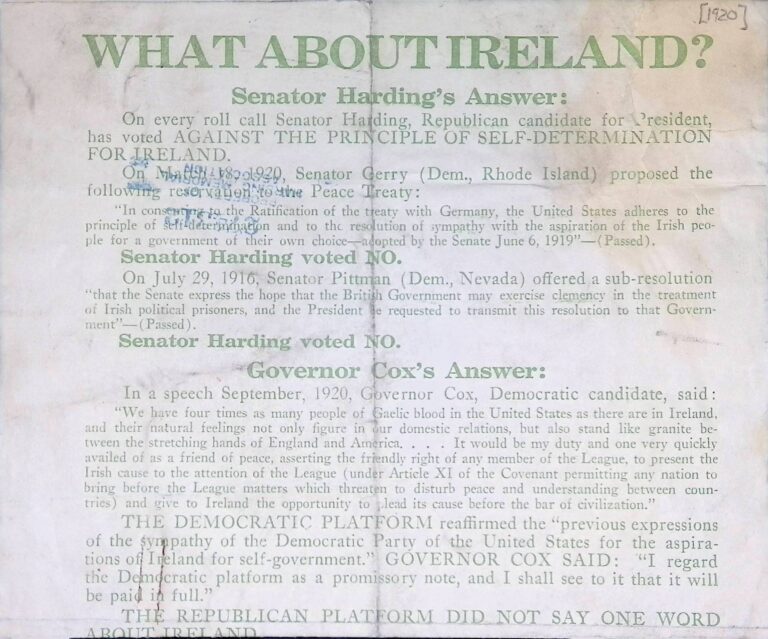 [1920]
WHAT ABOUT IRELAND?
Senator Harding's Answer:
On every roll call Senator Harding, Republican candidate for President,
has voted AGAINST THE PRINCIPLE OF SELF-DETERMINATION
FOR IRELAND.
On March 18, 1920, Senator Gerry (Dem., Rhode Island) proposed the
following reservation to the Peace Treaty:
"In consenting to the Ratification of the treaty with Germany, the United States adheres to the
principle of self-determination and to the resolution of sympathy with the aspiration of the Irish peo-
ple for a government of their own choice—adopted by the Senate June 6, 1919"—(Passed).
Senator Harding voted NO.
On July 29, 1916, Senator Pittman (Dem., Nevada) offered a sub-resolution
"that the Senate express the hope that the British Government may exercise clemency in the treatment
of Irish political prisoners, and the President be requested to transmit this resolution to that Govern-
ment"—(Passed).
Senator Harding voted NO.
Governor Cox's Answer:
In a speech September, 1920, Governor Cox, Democratic candidate, said:
"We have four times as many people of Gaelic blood in the United States as there are in Ireland,
and their natural feelings not only figure in our domestic relations, but also stand like granite be-
tween the stretching hands of England and America. . . . It would be my duty and one very quickly
availed of as a friend of peace, asserting the friendly right of any member of the League, to present the
Irish cause to the attention of the League (under Article XI of the Covenant permitting any nation to
bring before the League matters which threaten to disturb peace and understanding between coun-
tries) and give to Ireland the opportunity to plead its cause before the bar of civilization."
THE DEMOCRATIC PLATFORM reaffirmed the "previous expressions
of the sympathy of the Democratic Party of the United States for the aspira-
tions of Ireland for self-government." GOVERNOR COX SAID: "I regard
the Democratic platform as a promissory note, and I shall see to it that it will
be paid in full."
THE REPUBLICAN PLATFORM DID NOT SAY ONE WORD
ABOUT IRELAND.